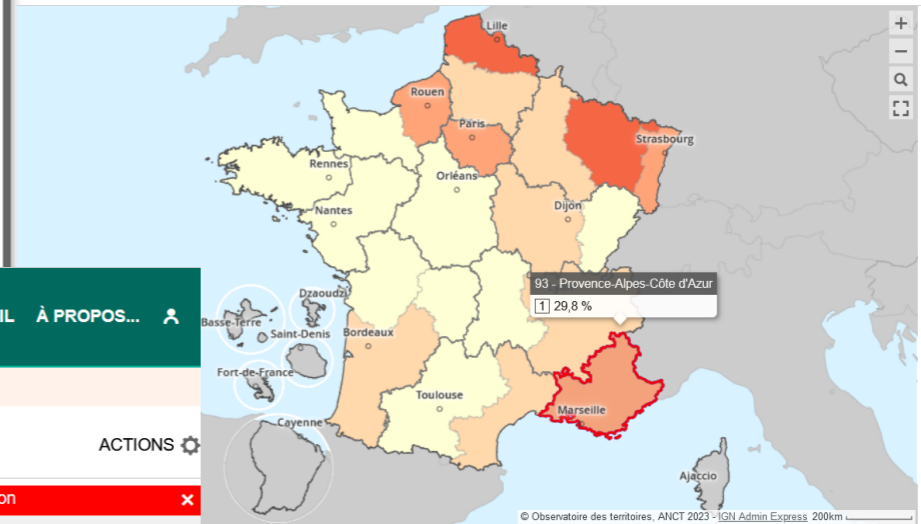 Lille
Rouen
Paris
Strasbourg
Rennes
Orléans
Nantes
Dijon
93 - Provence-Alpes-Côte d'Azur
1 29,8 %
IL À PROPOS...
Dzaoudzi
Basse-Terre
Saint-Denis
Bordeaux
Fort-de-France
Toulouse
Marseille
Cayenne
ACTIONS
Ajaccio
on ×
© Observatoire des territoires, ANCT 2023 - IGN Admin Express 200km
+
−